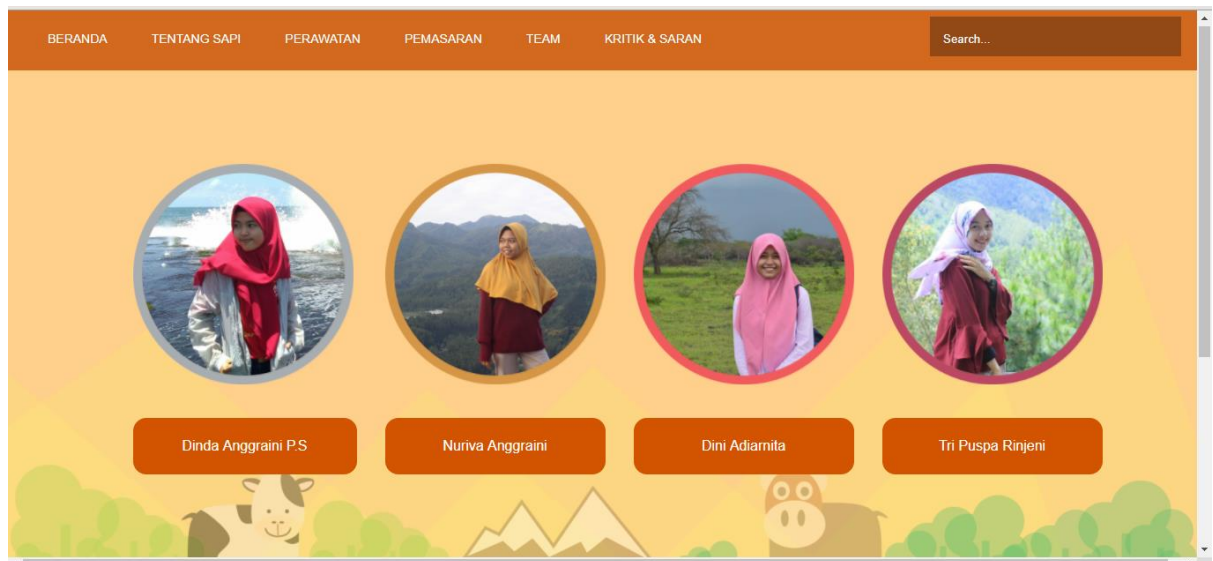 BERANDA TENTANG SAPI PERAWATAN PEMASARAN TEAM KRITIK & SARAN Search...
Dinda Anggraini P.S Nuriva Anggraini Dini Adiarnita Tri Puspa Rinjeni